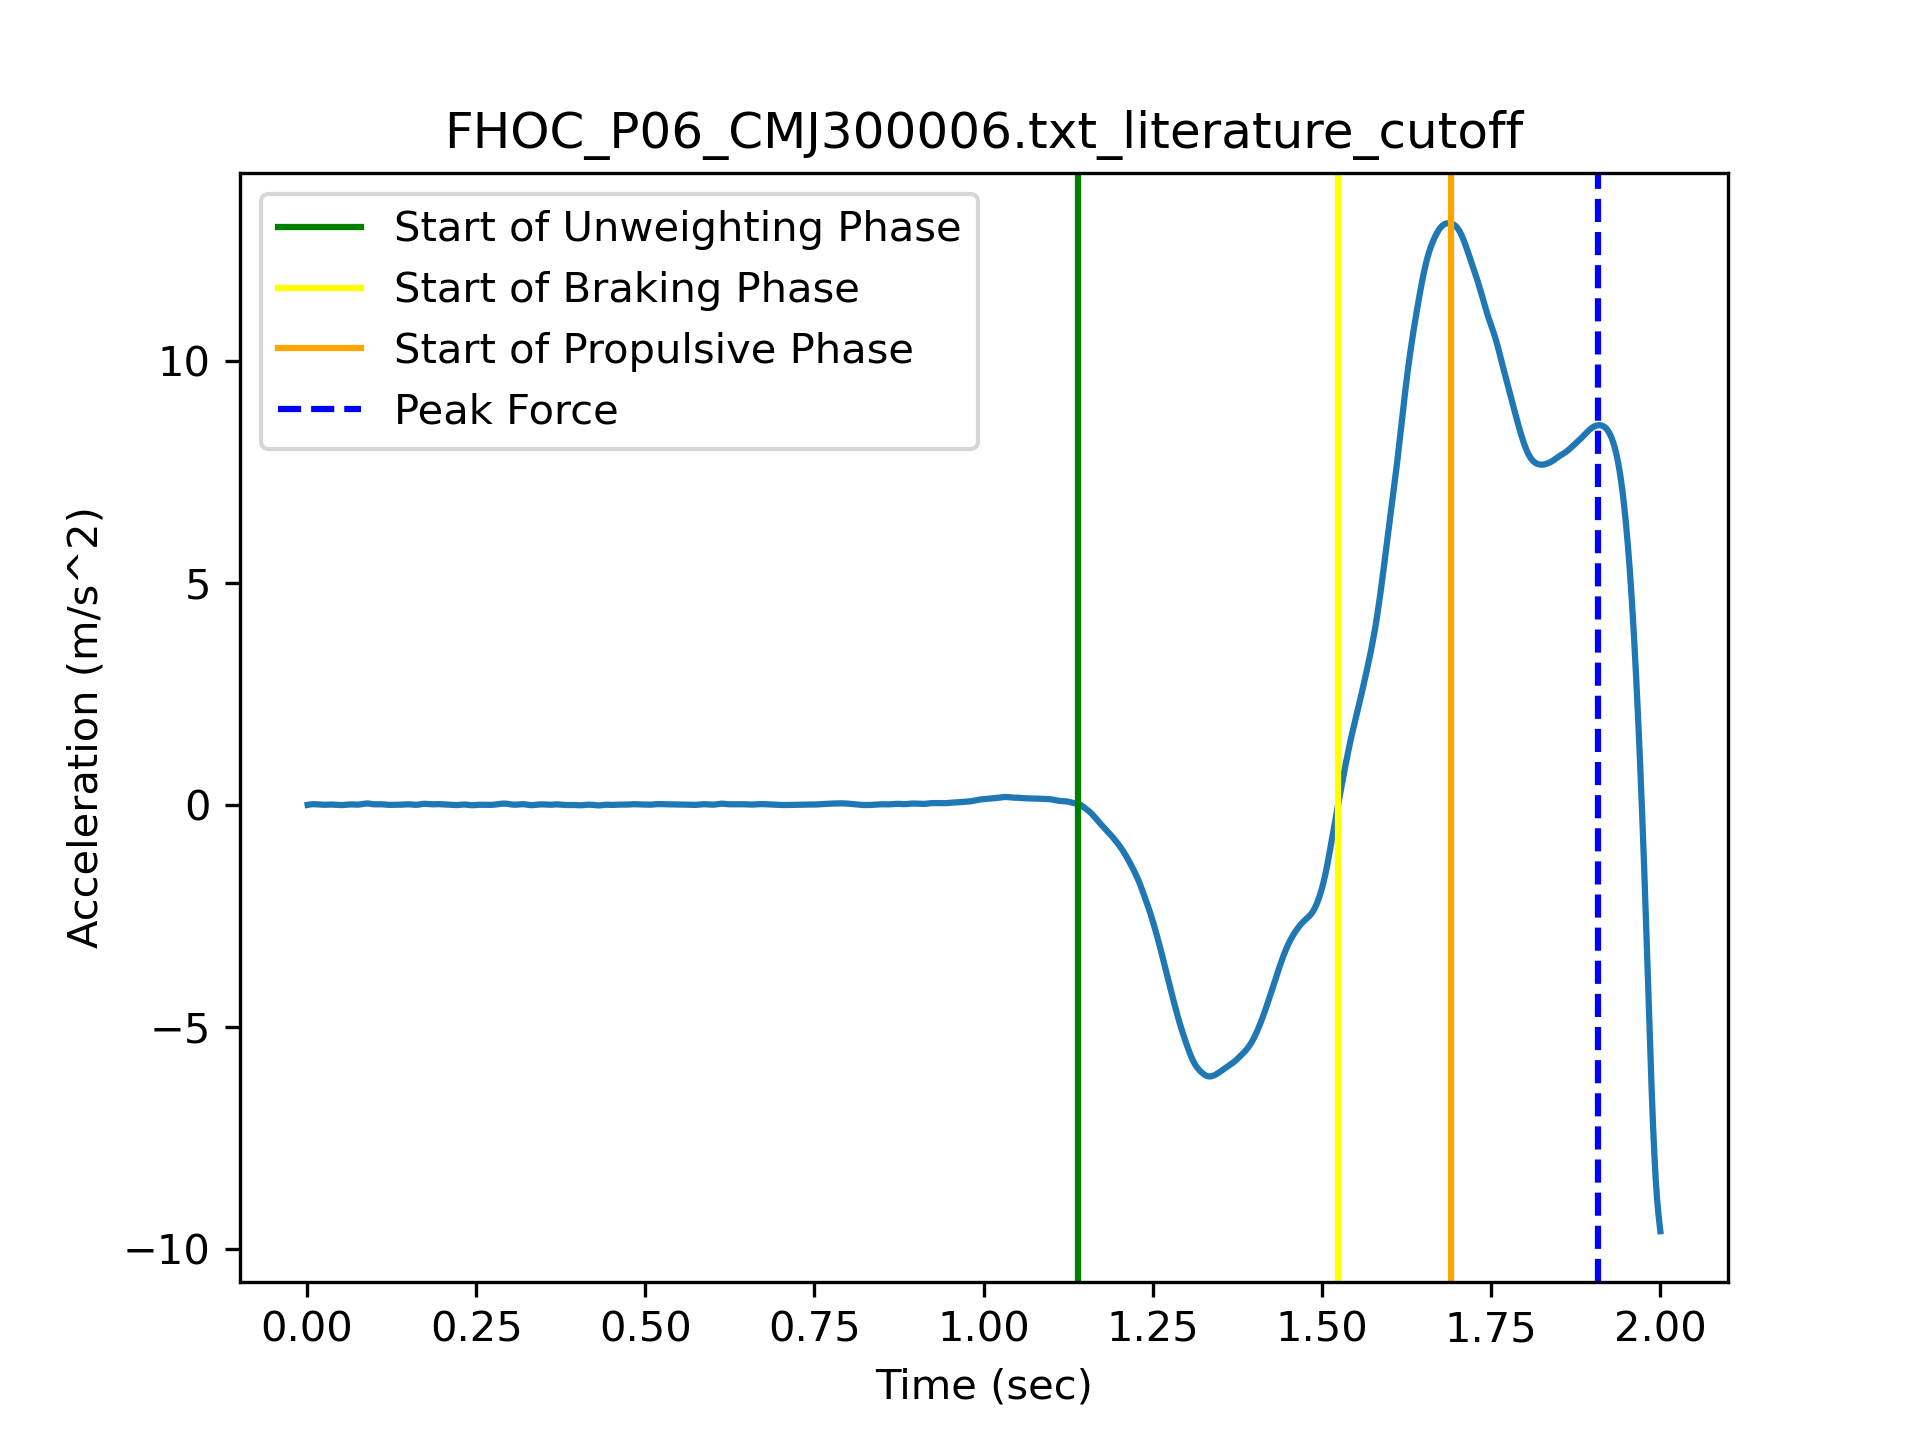 FHOC_P06_CMJ300006.txt_literature_cutoff
Start of Unweighting Phase
Start of Braking Phase
Start of Propulsive Phase
Peak Force
10
5
0
−5
−10
Acceleration (m/s^2)
0.00 0.25 0.50 0.75 1.00 1.25 1.50 1.75 2.00
Time (sec)